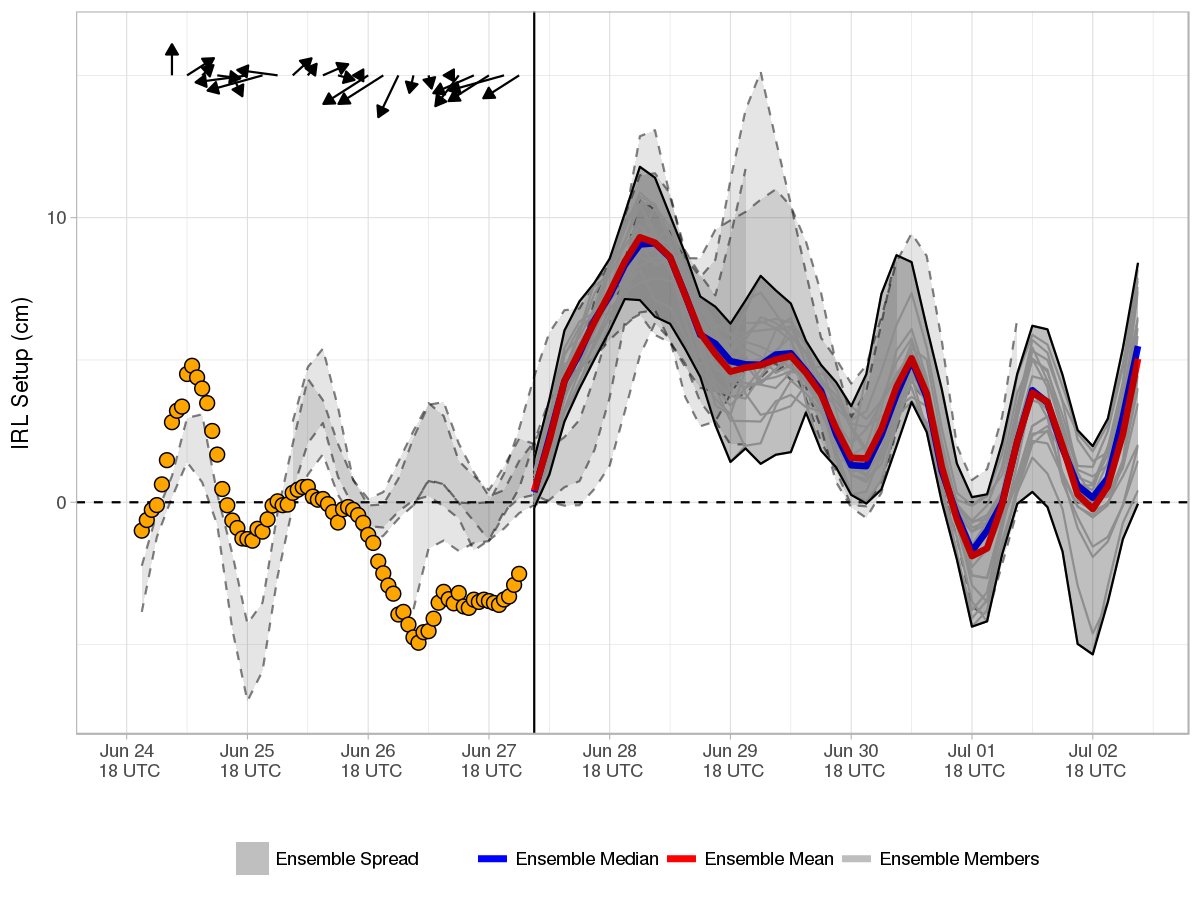 IRL Setup (cm)
10
0
Jun 24
18 UTC
Jun 25
18 UTC
Jun 26
18 UTC
Jun 27
18 UTC
Jun 28
18 UTC
Jun 29
18 UTC
Jun 30
18 UTC
Jul 01
18 UTC
Jul 02
18 UTC
Ensemble Spread
Ensemble Median
Ensemble Mean
Ensemble Members